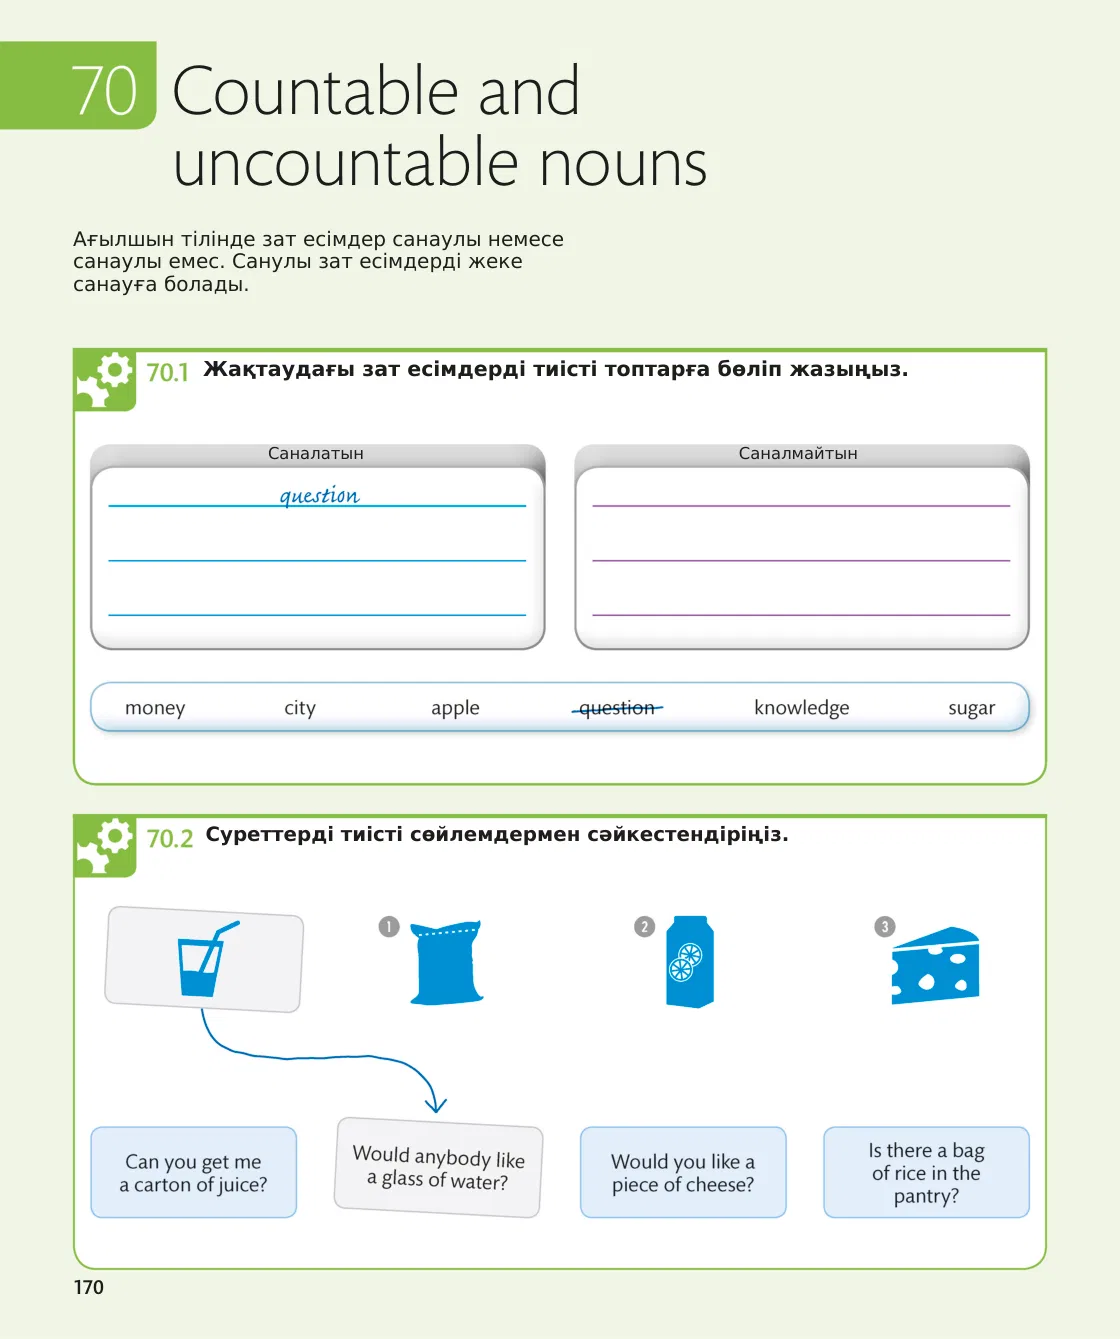 70
Countable and
uncountable nouns
Ағылшын тілінде зат есімдер санаулы немесе
санаулы емес. Санулы зат есімдерді жеке
санауға болады.
70.1 Жақтаудағы зат есімдерді тиісті топтарға бөліп жазыңыз.
Саналатын
question
Саналмайтын
money city apple question knowledge sugar
70.2 Суреттерді тиісті сөйлемдермен сәйкестендіріңіз.
1 2 3
Can you get me
a carton of juice?
Would anybody like
a glass of water?
Would you like a
piece of cheese?
Is there a bag
of rice in the
pantry?
170